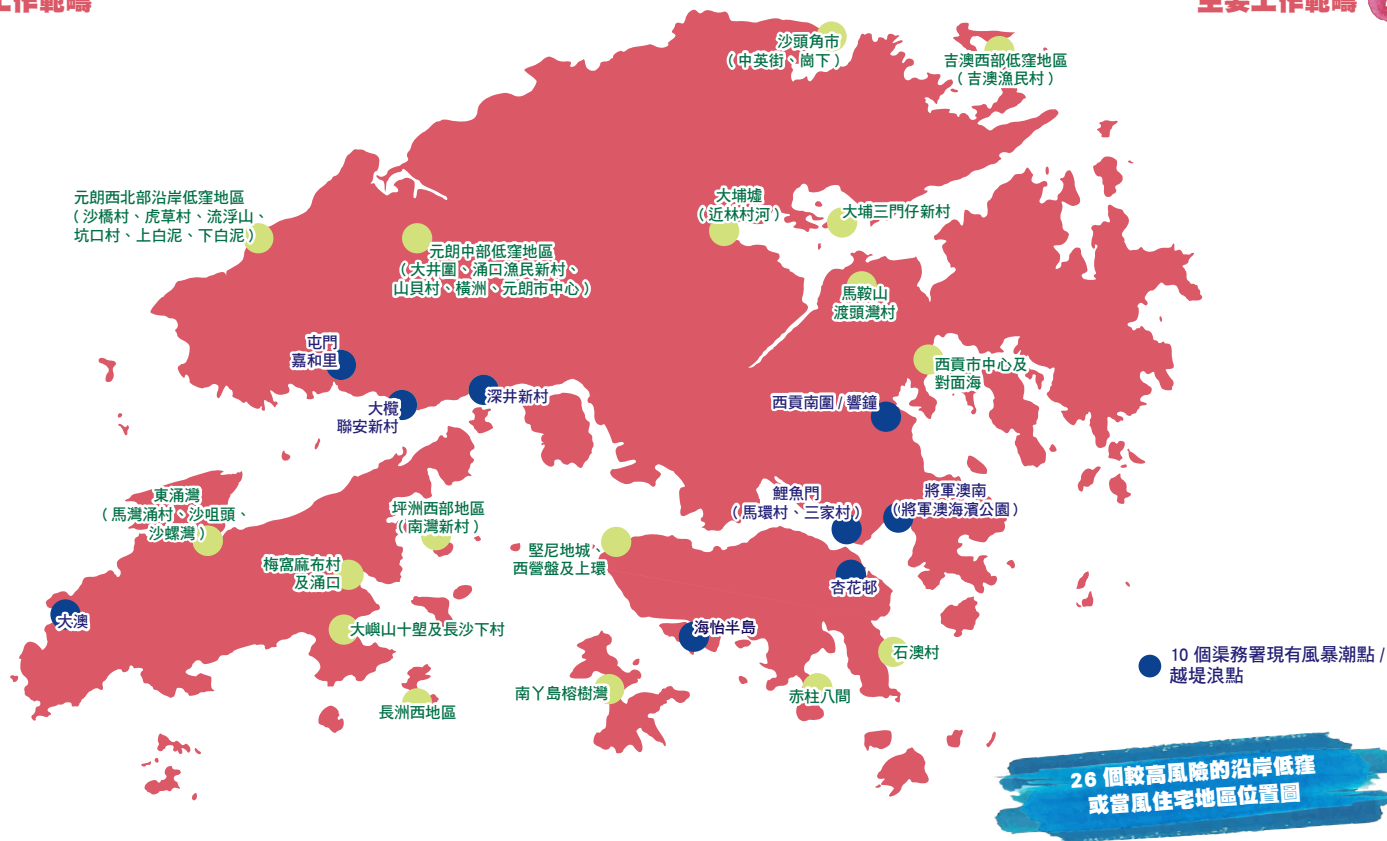 工作範疇
主要工作範疇
沙頭角市
（中英街、崗下）
吉澳西部低窪地區
（吉澳漁民村）
元朗西北部沿岸低窪地區
（沙橋村、虎草村、流浮山、
坑口村、上白泥、下白泥）
大埔墟
（近林村河）
大埔三門仔新村
元朗中部低窪地區
（大井圍、涌口漁民新村、
山貝村、橫洲、元朗市中心）
馬鞍山
渡頭灣村
屯門
嘉和里
西貢市中心及
對面海
深井新村
大欖
聯安新村
西貢南圍 / 響鐘
東涌灣
（馬灣涌村、沙咀頭、
沙螺灣）
坪洲西部地區
（南灣新村）
鯉魚門
（馬環村、三家村）
將軍澳南
（將軍澳海濱公園）
堅尼地城、
西營盤及上環
梅窩麻布村
及涌口
杏花邨
大澳
大嶼山十塱及長沙下村
海怡半島
石澳村
南丫島榕樹灣
赤柱八間
長洲西地區
10 個渠務署現有風暴潮點 /
越堤浪點
26 個較高風險的沿岸低窪
或當風住宅地區位置圖